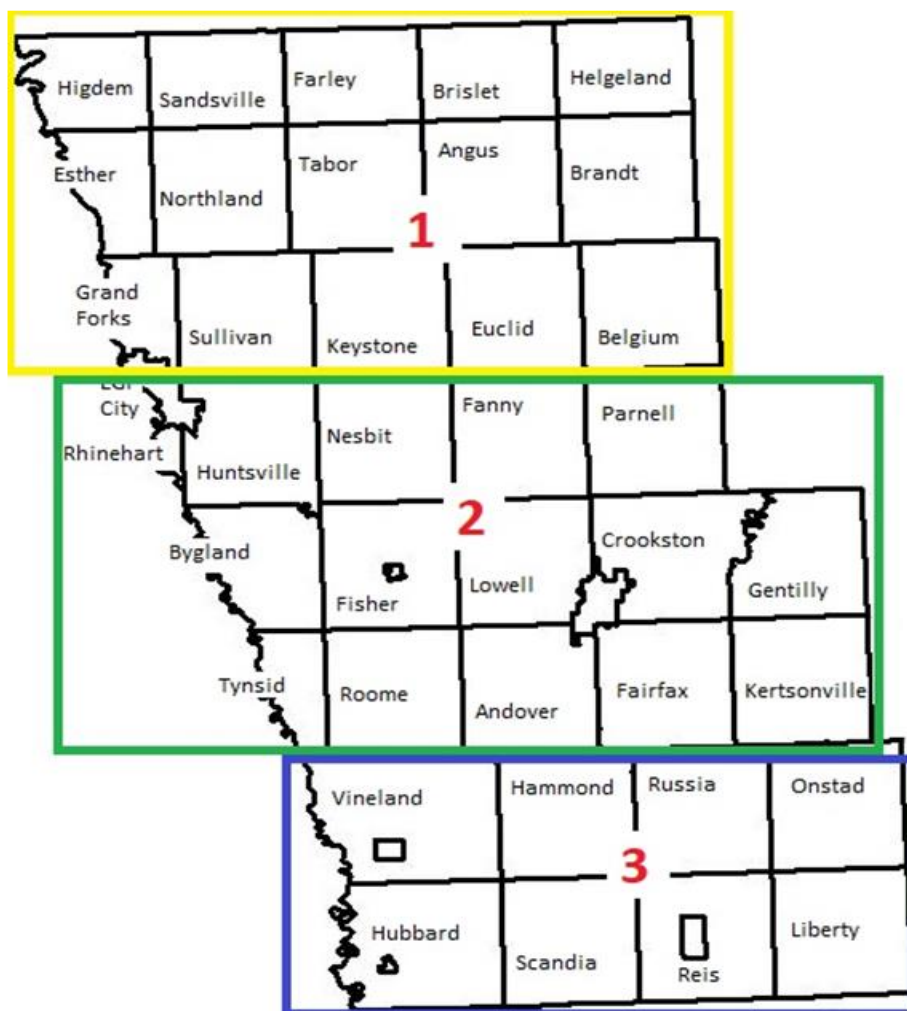 Higdem
Sandsville
Farley
Brislet
Helgeland
Esther
Northland
Tabor
Angus
Brandt
1
Grand
Forks
Sullivan
Keystone
Euclid
Belgium
City
Rhinehart
Huntsville
Nesbit
Fanny
Parnell
2
Bygland
Fisher
Lowell
Crookston
Gentilly
Tynsid
Roome
Andover
Fairfax
Kertsonville
Vineland
Hammond
Russia
Onstad
3
Hubbard
Scandia
Reis
Liberty